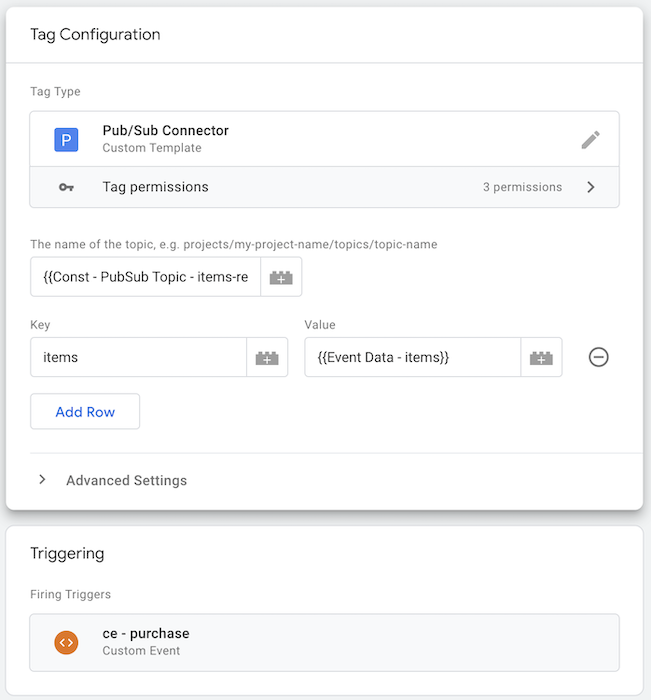 Tag Configuration
Tag Type
P
Pub/Sub Connector
Custom Template
Tag permissions
3 permissions
The name of the topic, e.g. projects/my-project-name/topics/topic-name
{{Const - PubSub Topic - items-re
Key
Value
items
{{Event Data - items}}
Add Row
Advanced Settings
Triggering
Firing Triggers
ce - purchase
Custom Event